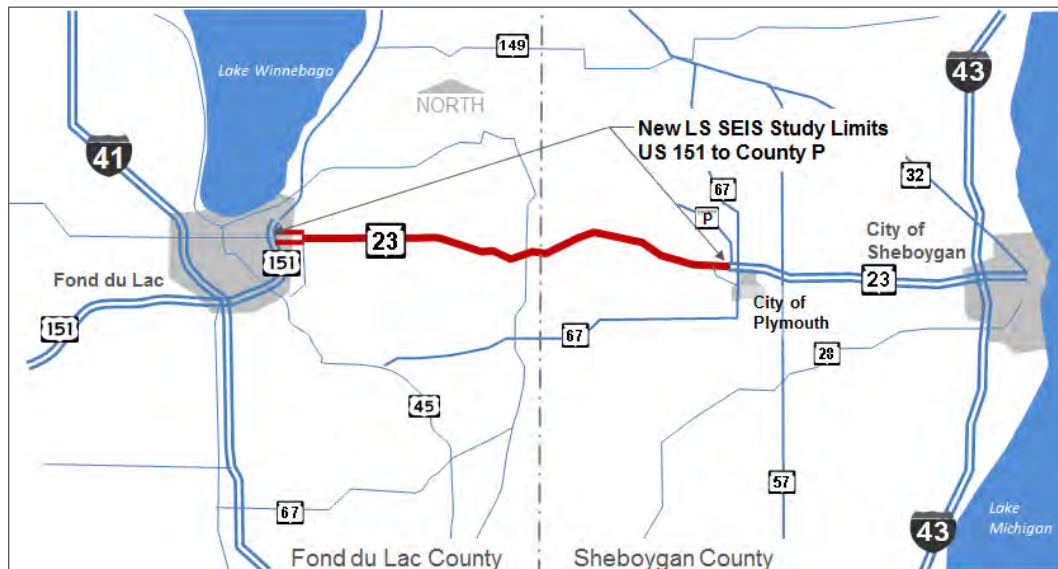 149
43
Lake Winnebago
NORTH
New LS SEIS Study Limits
US 151 to County P
41
67
32
P
City of
Sheboygan
23
151
23
Fond du Lac
City of
Plymouth
151
67
28
45
57
67
Lake
Michigan
43
Fond du Lac County
Sheboygan County